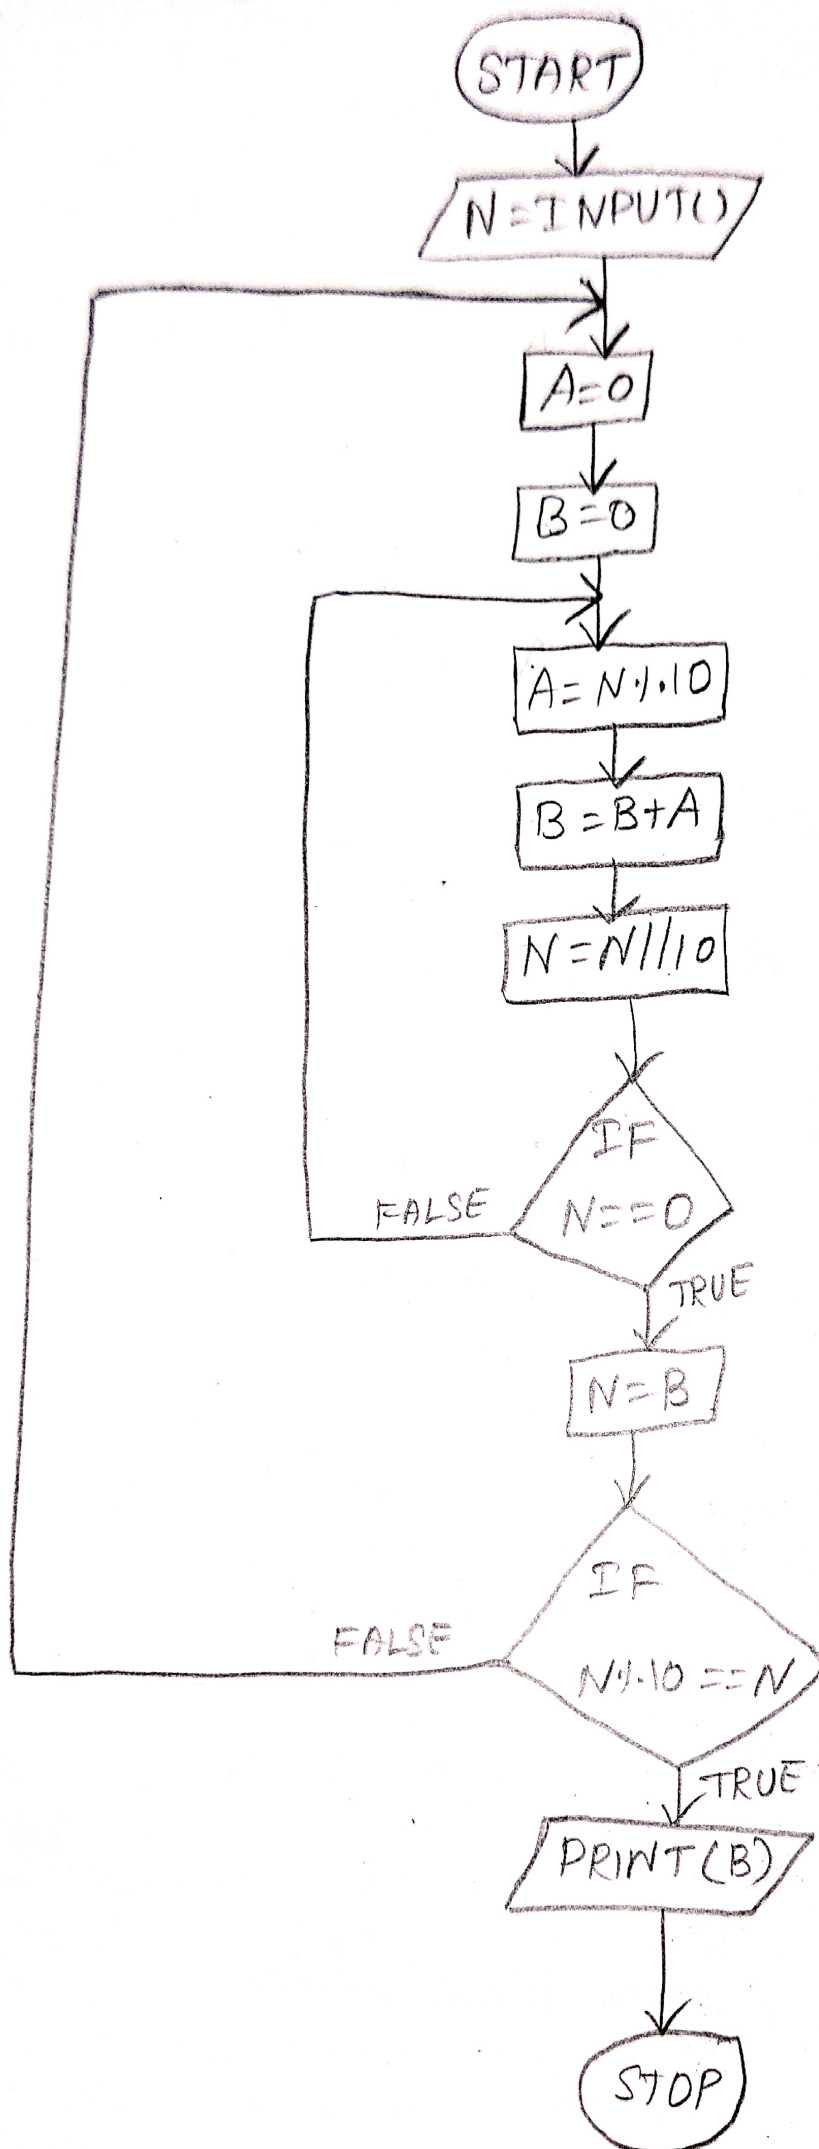 START
N=INPUT()
A=0
B=0
A=N%10
B=B+A
N=N//10
IF
N==0
FALSE
TRUE
N=B
IF
N%10==N
FALSE
TRUE
PRINT(B)
STOP